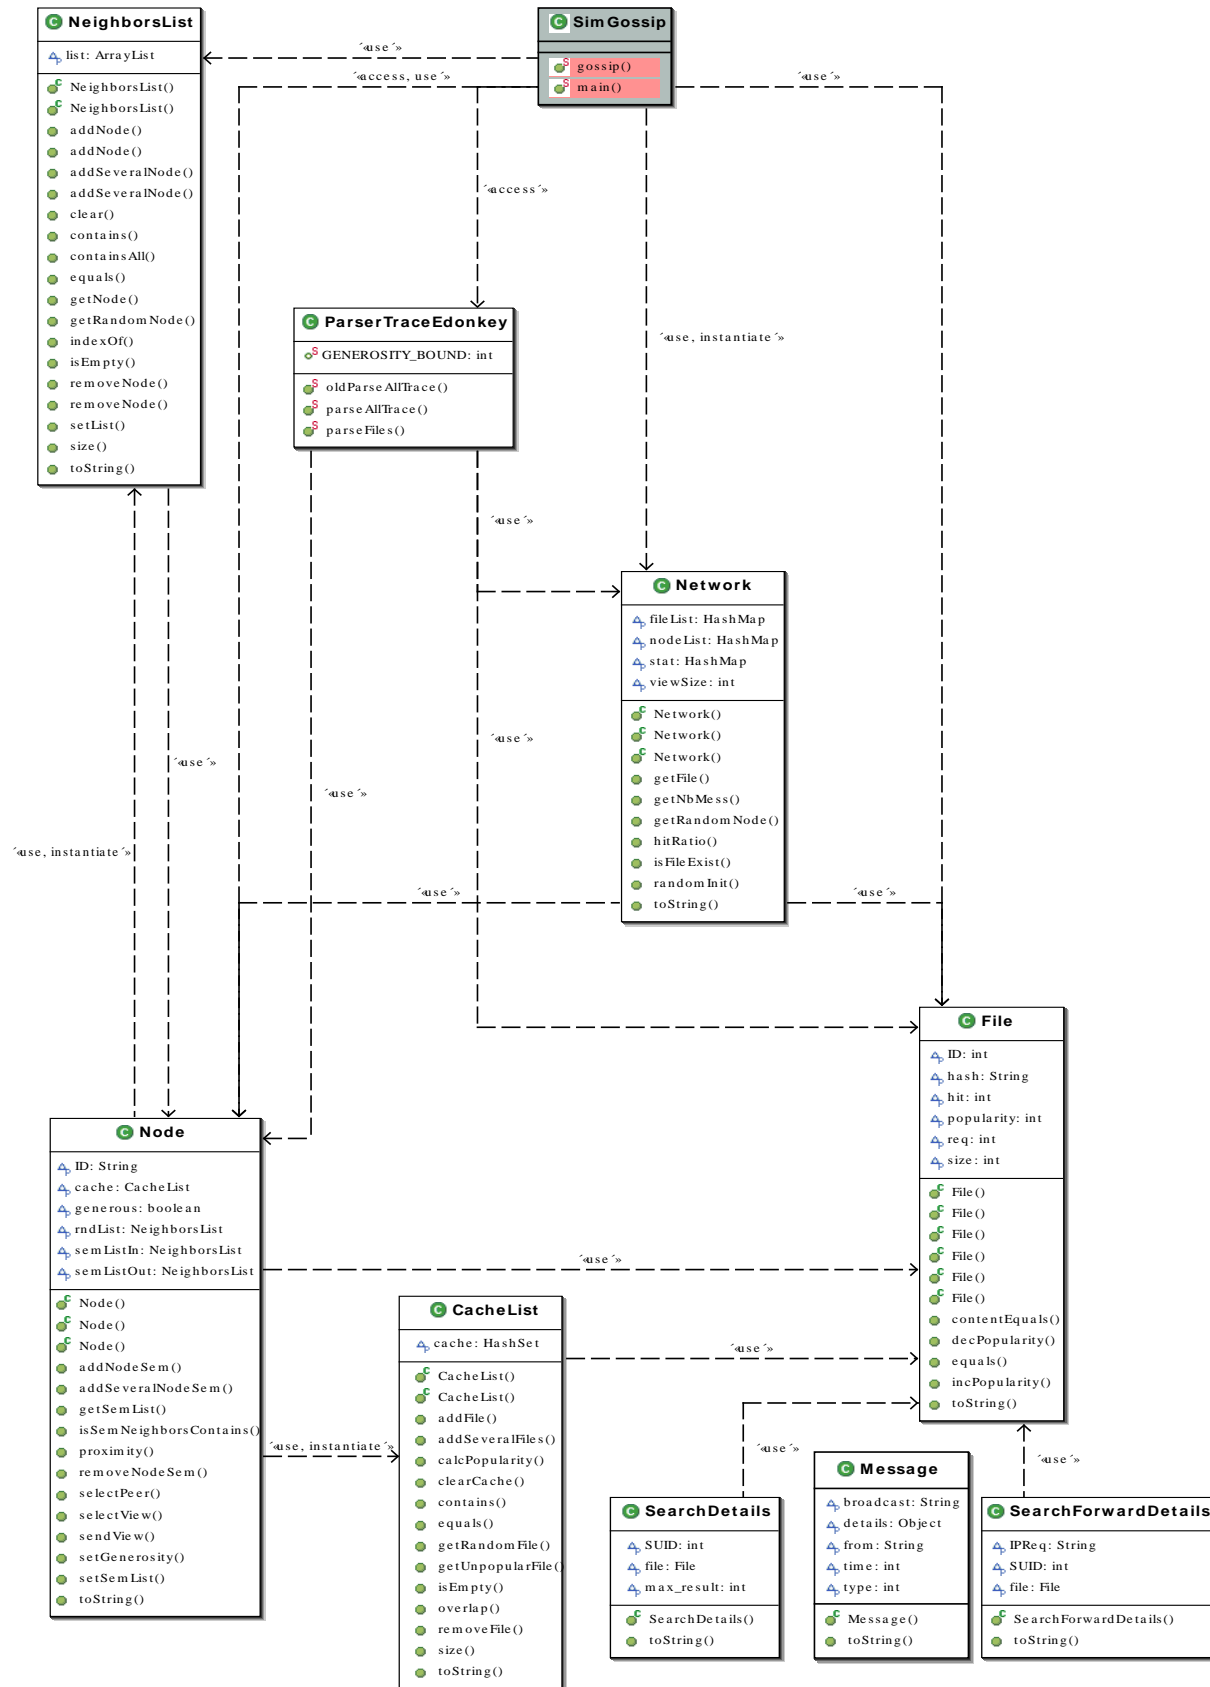 NeighborsList
list: ArrayList
NeighborsList()
NeighborsList()
addNode()
addNode()
addSeveralNode()
addSeveralNode()
clear()
contains()
containsAll()
equals()
getNode()
getRandomNode()
indexOf()
isEmpty()
removeNode()
removeNode()
setList()
size()
toString()
SimGossip
gossip()
main()
´«use´»
´«access, use´»
´«use´»
´«access´»
´«use, instantiate´»
ParserTraceEdonkey
GENEROSITY_BOUND: int
oldParseAllTrace()
parseAllTrace()
parseFiles()
´«use´»
´«use´»
´«use´»
´«use´»
´«use, instantiate´»
Network
fileList: HashMap
nodeList: HashMap
stat: HashMap
viewSize: int
Network()
Network()
Network()
getFile()
getNbMess()
getRandomNode()
hitRatio()
isFileExist()
randomInit()
toString()
´«use´»
´«use´»
File
ID: int
hash: String
hit: int
popularity: int
req: int
size: int
File()
File()
File()
File()
File()
File()
contentEquals()
decPopularity()
equals()
incPopularity()
toString()
Node
ID: String
cache: CacheList
generous: boolean
rndList: NeighborsList
semListIn: NeighborsList
semListOut: NeighborsList
Node()
Node()
Node()
addNodeSem()
addSeveralNodeSem()
getSemList()
isSemNeighborsContains()
proximity()
removeNodeSem()
selectPeer()
selectView()
sendView()
setGenerosity()
setSemList()
toString()
´«use´»
´«use, instantiate´»
CacheList
cache: HashSet
CacheList()
CacheList()
addFile()
addSeveralFiles()
calcPopularity()
clearCache()
contains()
equals()
getRandomFile()
getUnpopularFile()
isEmpty()
overlap()
removeFile()
size()
toString()
´«use´»
´«use´»
´«use´»
SearchDetails
SUID: int
file: File
max_result: int
SearchDetails()
toString()
Message
broadcast: String
details: Object
from: String
time: int
type: int
Message()
toString()
SearchForwardDetails
IPReq: String
SUID: int
file: File
SearchForwardDetails()
toString()